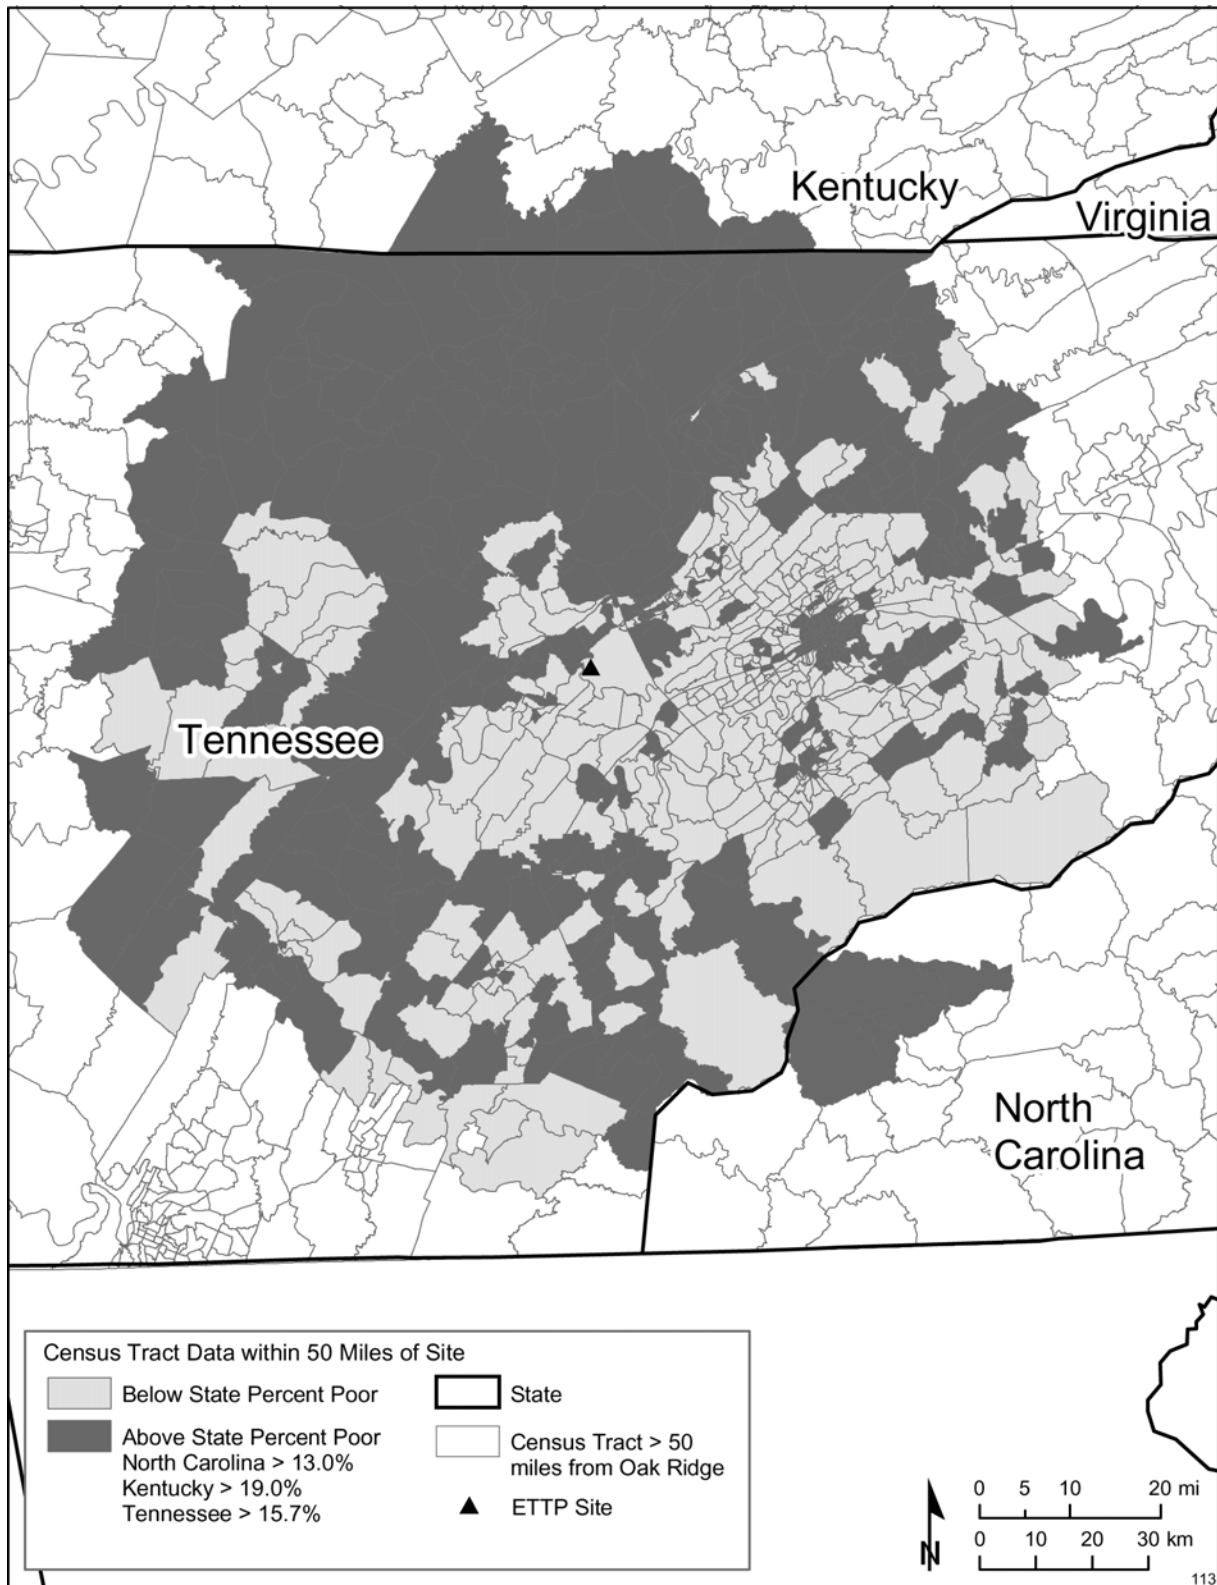 Kentucky
Virginia
Tennessee
North
Carolina
Census Tract Data within 50 Miles of Site
Below State Percent Poor
State
Above State Percent Poor
North Carolina > 13.0%
Kentucky > 19.0%
Tennessee > 15.7%
Census Tract > 50
miles from Oak Ridge
ETTP Site
N
0 5 10 20 mi
0 10 20 30 km
113